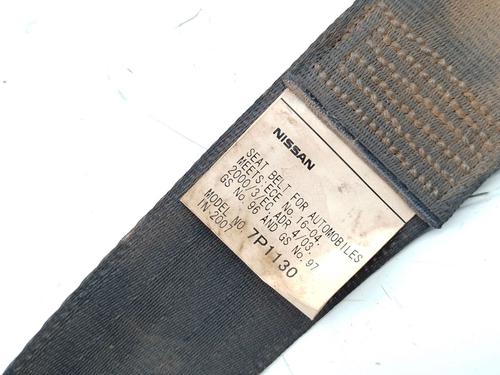 NISSAN
SEAT BELT FOR AUTOMOBILES
MEETS:ECE No. 16-04.
2000/3/EC ADR 4/03.
GS No. 96 AND GS No. 97
MODEL NO. 7P1130
IN-2007